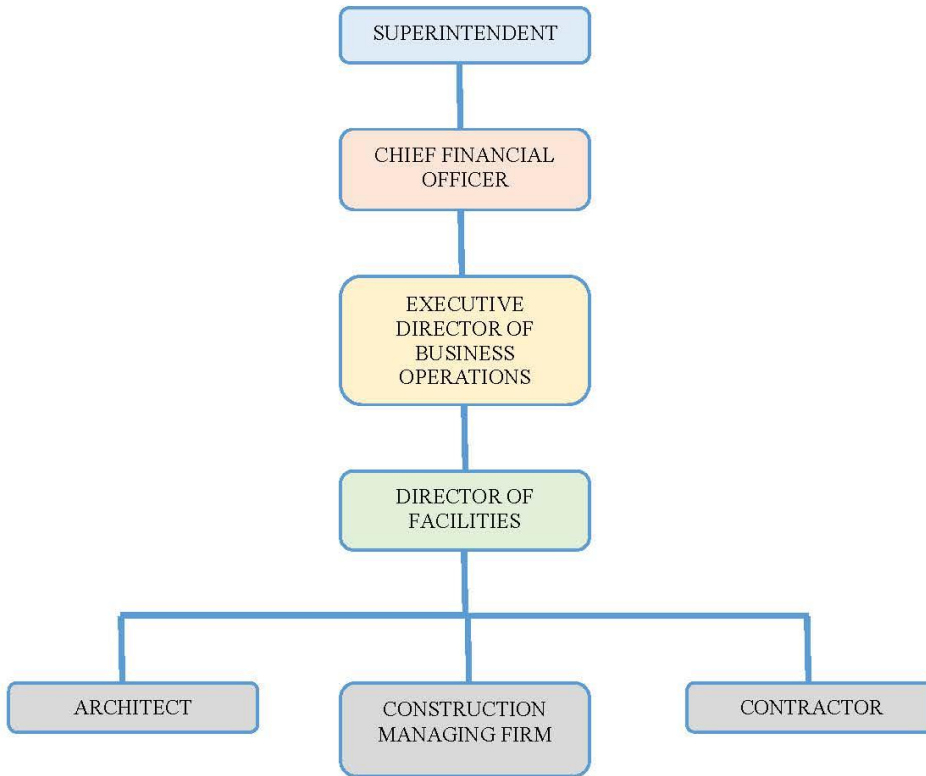 SUPERINTENDENT
CHIEF FINANCIAL
OFFICER
EXECUTIVE
DIRECTOR OF
BUSINESS
OPERATIONS
DIRECTOR OF
FACILITIES
ARCHITECT
CONSTRUCTION
MANAGING FIRM
CONTRACTOR